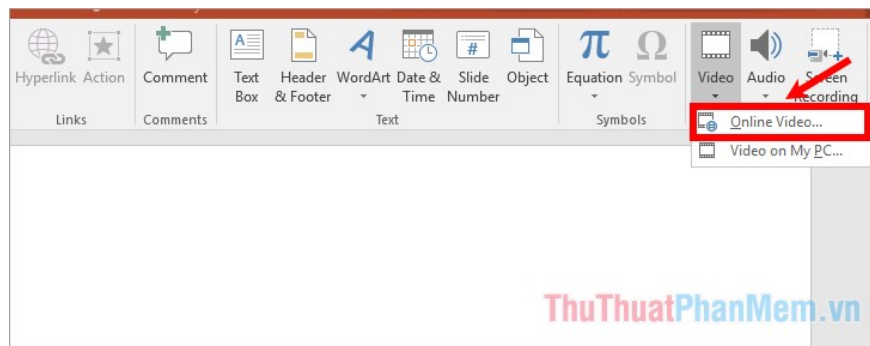 Hyperlink Action Comment Text Header WordArt Date & Slide Object Equation Symbol Video Audio Screen
Box & Footer Time Number Recording
Links Comments Text Symbols
Online Video...
Video on My PC...
ThuThuatPhanMem.vn